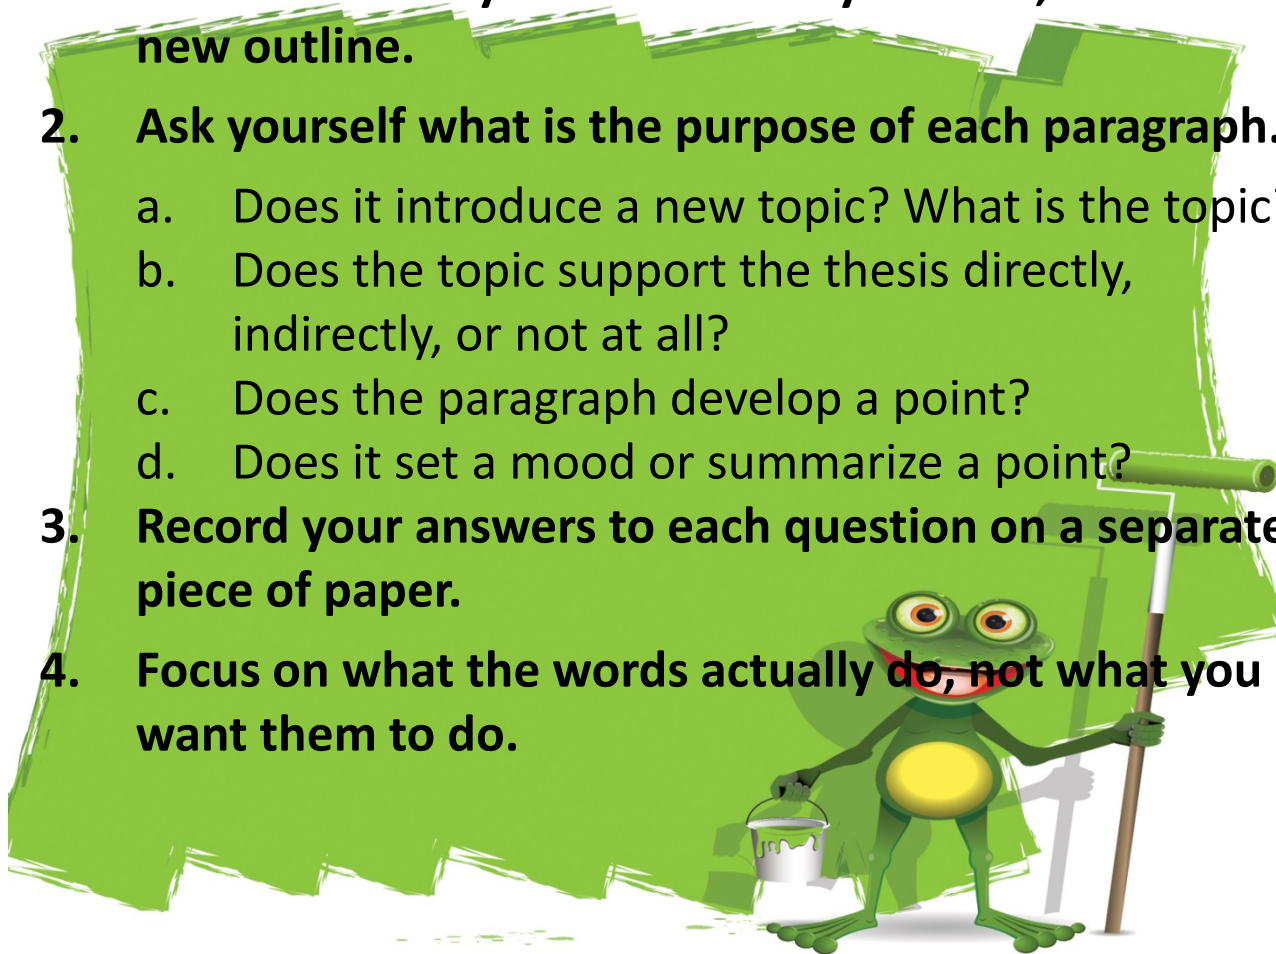 new outline.
2. Ask yourself what is the purpose of each paragraph.
a. Does it introduce a new topic? What is the topic?
b. Does the topic support the thesis directly,
indirectly, or not at all?
c. Does the paragraph develop a point?
d. Does it set a mood or summarize a point?
3. Record your answers to each question on a separate
piece of paper.
4. Focus on what the words actually do, not what you
want them to do.